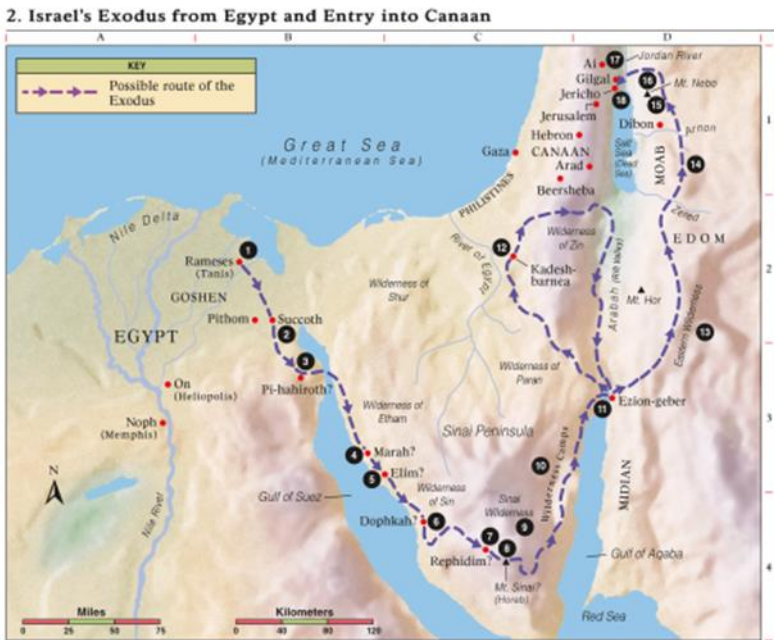 2. Israel's Exodus from Egypt and Entry into Canaan
A B C D
KEY
Possible route of the
Exodus
Great Sea
(Mediterranean Sea)
Nile Delta
1
Rameses
(Tanis)
GOSHEN
Pithom
Succoth
2
EGYPT
3
Pi-hahiroth?
On
(Heliopolis)
Noph
(Memphis)
N
Nile River
Gulf of Suez
Miles
0 25 50 75
Kilometers
0 40 80 120
Wilderness of
Shur
Wilderness of
Etham
4
Marah?
5
Elim?
Wilderness
of Sin
Dophkah?
6
Rephidim?
7
8
9
Sinai
Wilderness
Mt. Sinai?
(Horeb)
10
Wilderness Camps
Sinai Peninsula
Wilderness of
Paran
11
Ezion-geber
River of Egypt
12
Kadesh-
barnea
Wilderness
of Zin
PHILISTINES
Gaza
CANAAN
Ai
17
Jordan River
Gilgal
16
Mt. Nebo
Jericho
18
15
Jerusalem
Hebron
Dibon
Arnon
Arad
Beersheba
Salt
Sea
(Dead
Sea)
MOAB
14
Zered
EDOM
Arabah (Rift Valley)
Mt. Hor
Eastern Wilderness
13
MIDIAN
Gulf of Aqaba
Red Sea
1
2
3
4